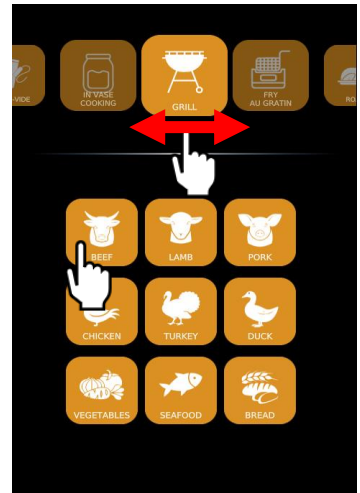 -VIDE
IN VASE
COOKING
GRILL
FRY
AU GRATIN
RO
BEEF
LAMB
PORK
CHICKEN
TURKEY
DUCK
VEGETABLES
SEAFOOD
BREAD